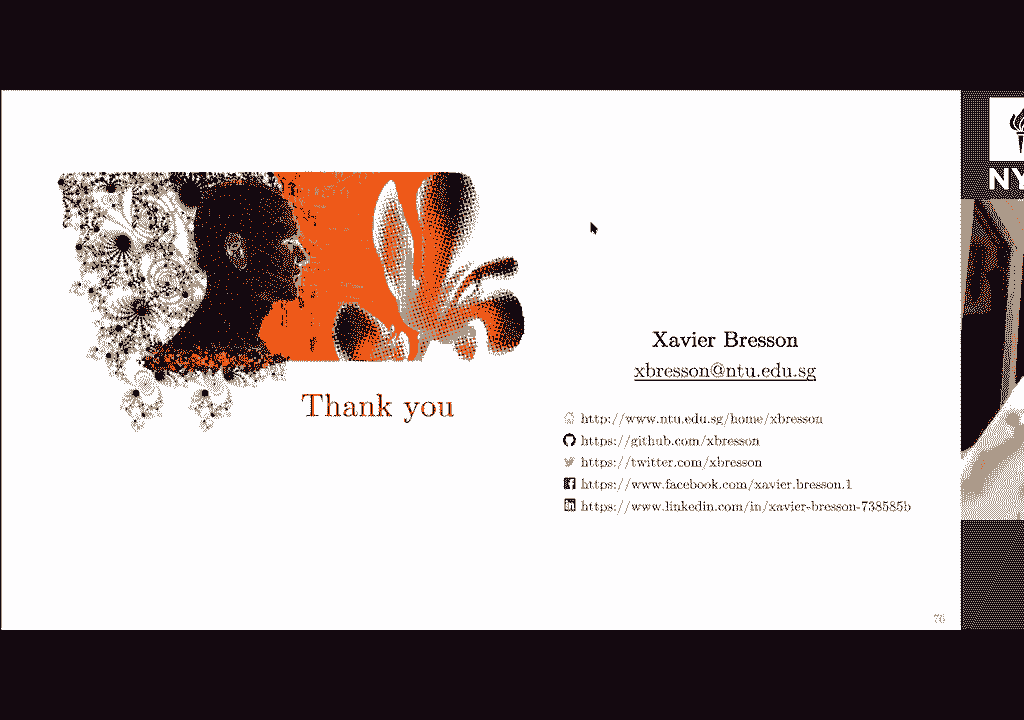 NY
Xavier Bresson
xbresson@ntu.edu.sg
Thank you
http://www.ntu.edu.sg/home/xbresson
https://github.com/xbresson
https://twitter.com/xbresson
https://www.facebook.com/xavier.bresson.1
https://www.linkedin.com/in/xavier-bresson-738585b
76